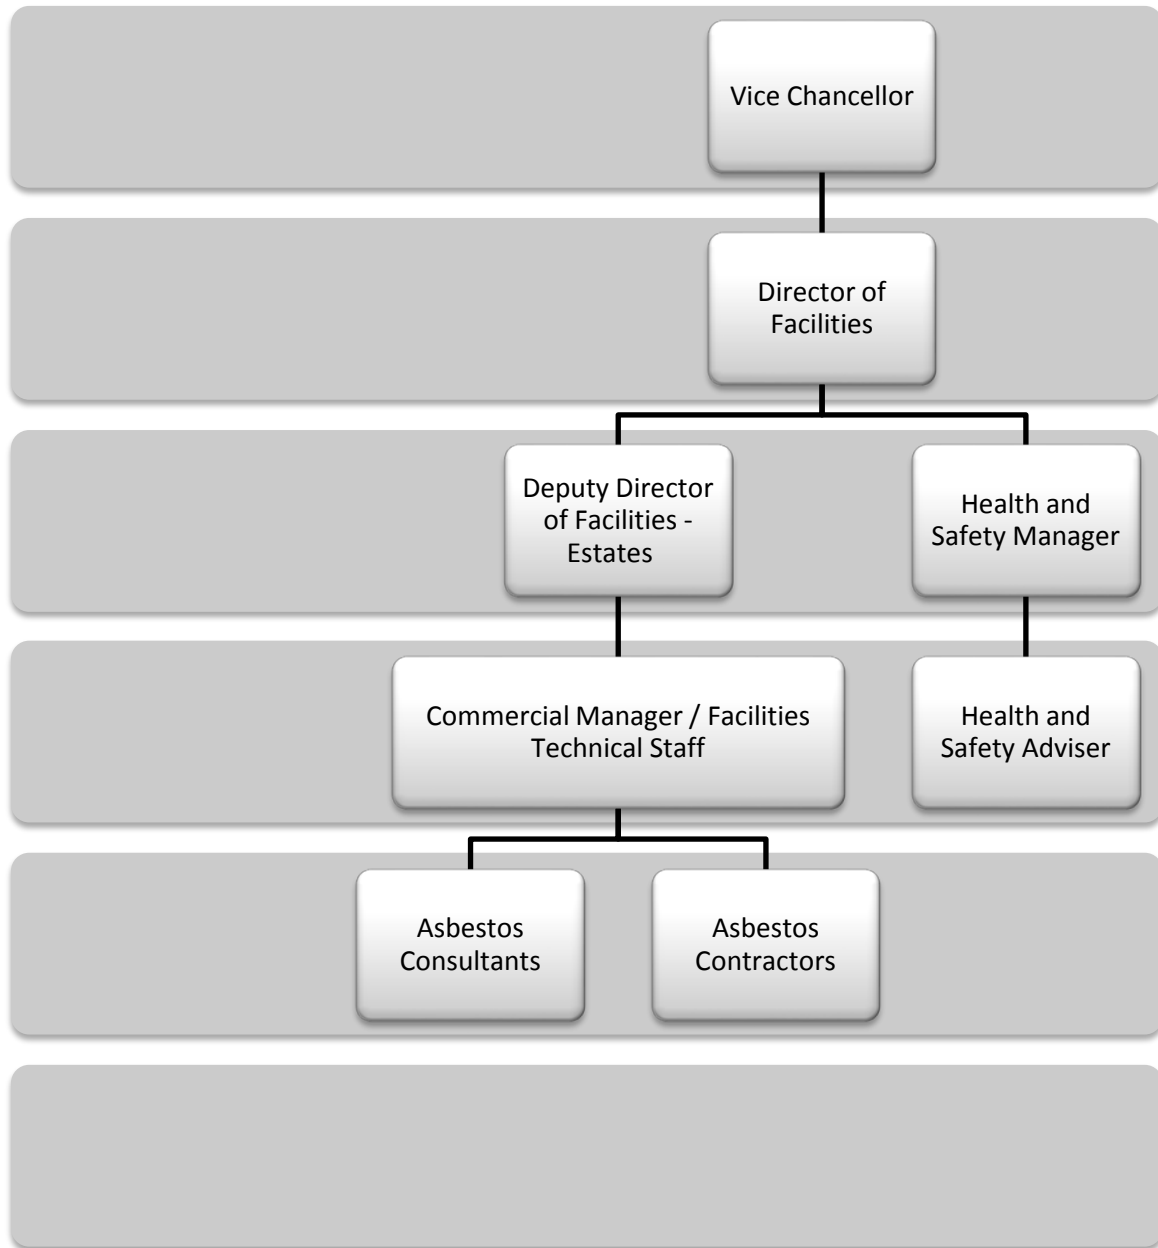 Vice Chancellor
Director of
Facilities
Deputy Director
of Facilities -
Estates
Health and
Safety Manager
Commercial Manager / Facilities
Technical Staff
Health and
Safety Adviser
Asbestos
Consultants
Asbestos
Contractors